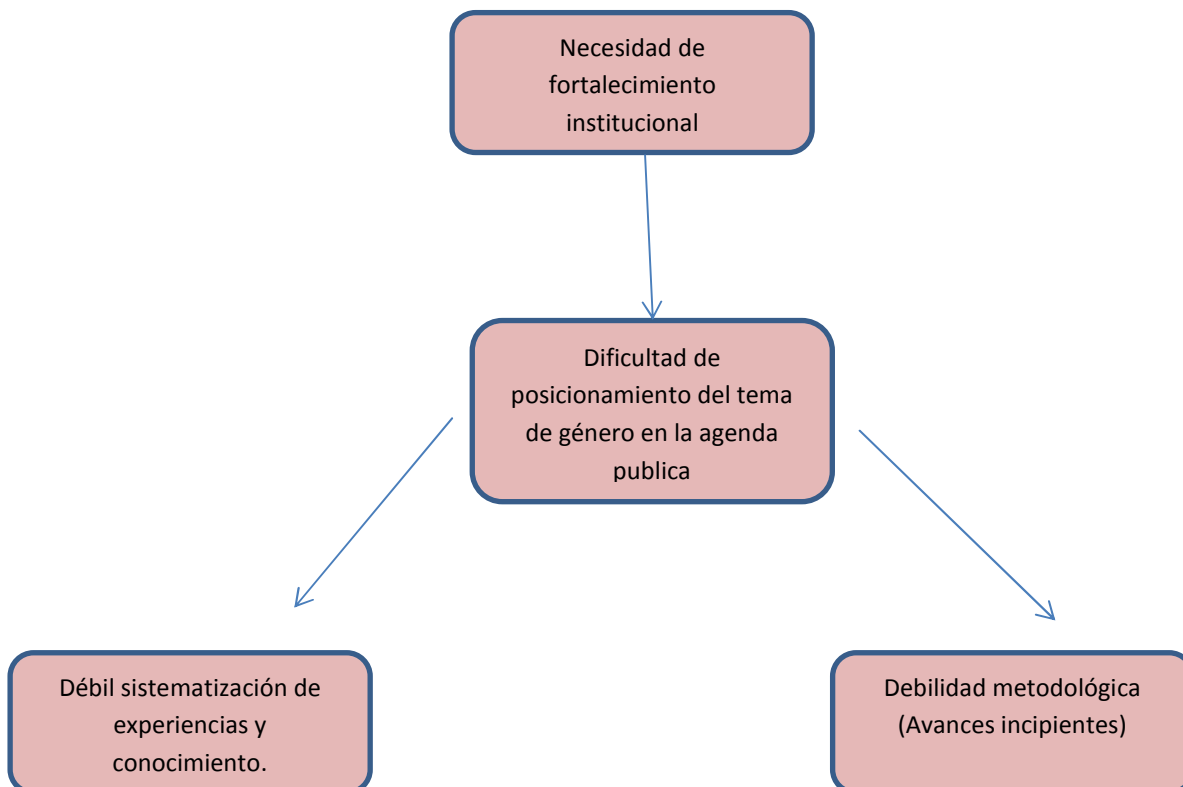 Necesidad de
fortalecimiento
institucional
Dificultad de
posicionamiento del tema
de género en la agenda
publica
Débil sistematización de
experiencias y
conocimiento.
Debilidad metodológica
(Avances incipientes)